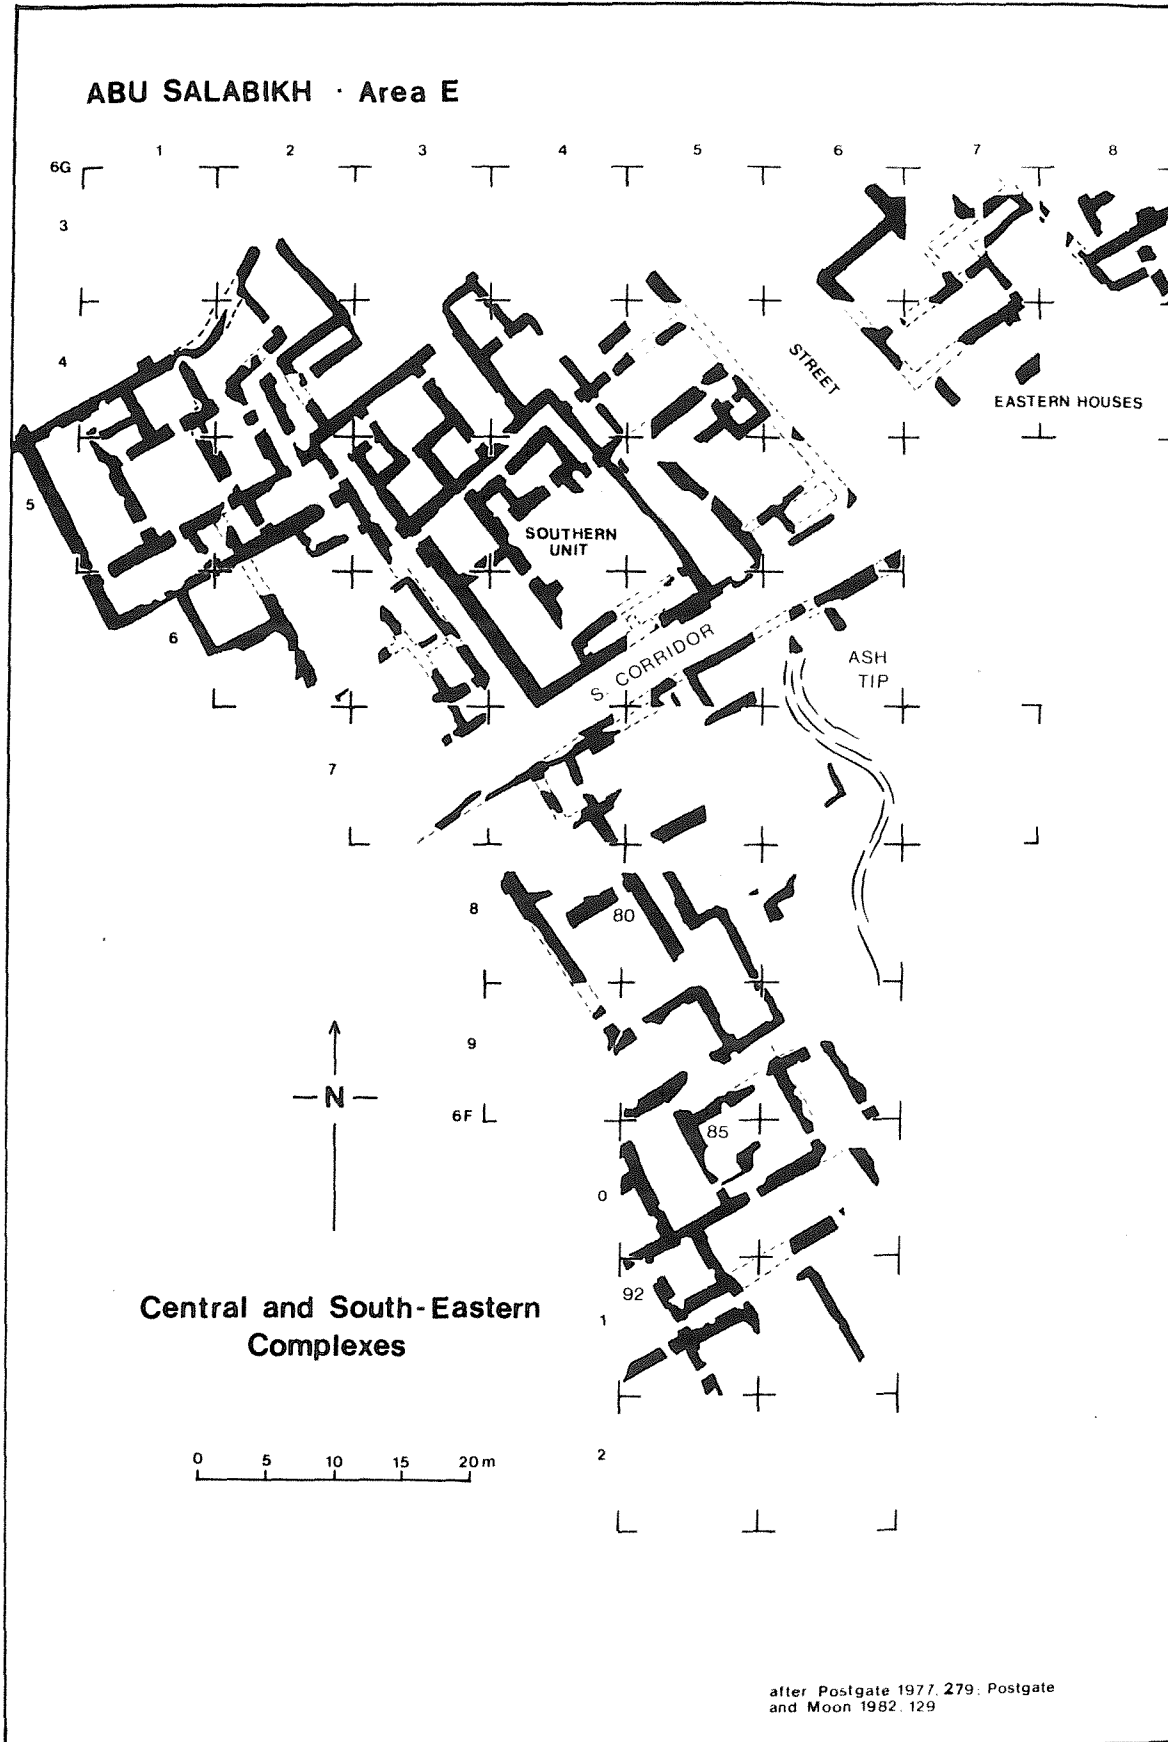 ABU SALABIKH · Area E
1 2 3 4 5 6 7 8
6G
3
4
STREET
EASTERN HOUSES
5
SOUTHERN
UNIT
6
S. CORRIDOR
ASH
TIP
7
8
80
9
N
6F
85
0
92
Central and South-Eastern
Complexes
1
0 5 10 15 20m
2
after Postgate 1977. 279; Postgate
and Moon 1982. 129